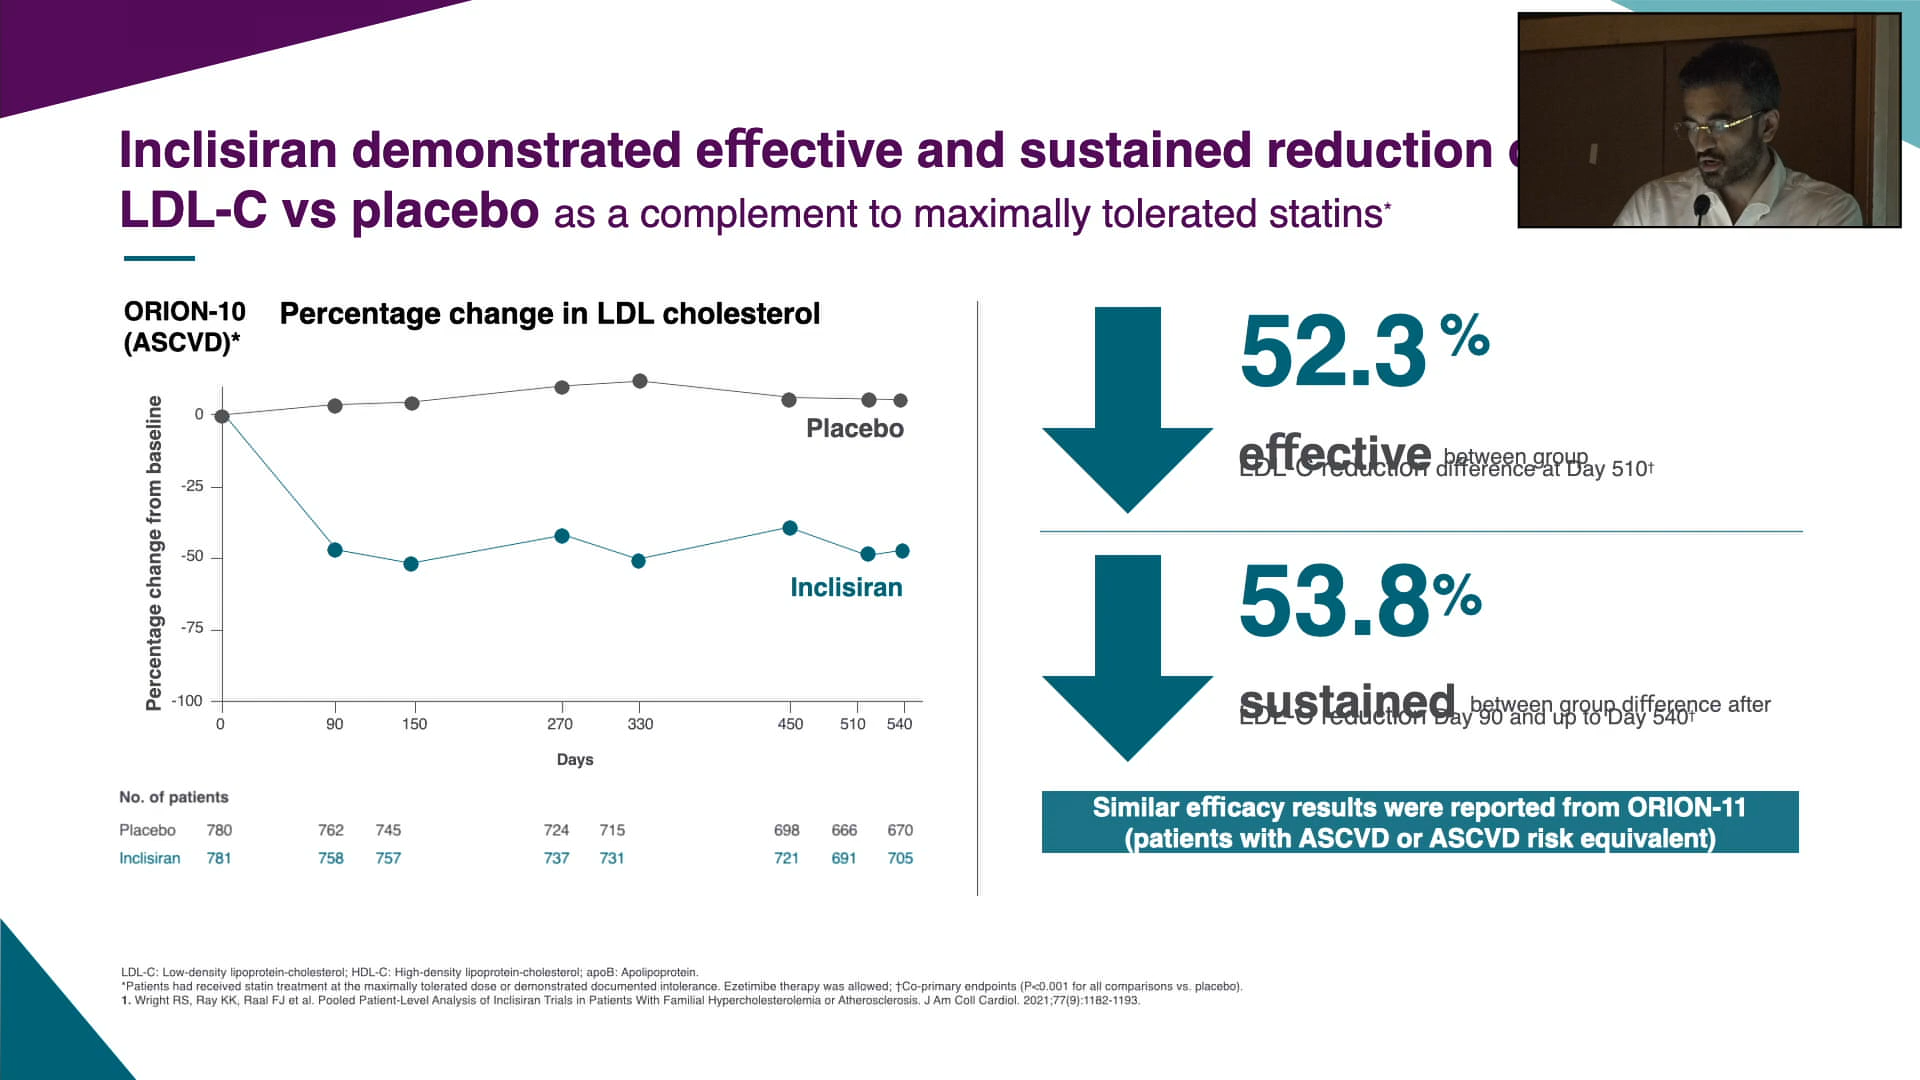 Inclisiran demonstrated effective and sustained reduction
LDL-C vs placebo as a complement to maximally tolerated statins*
ORION-10
(ASCVD)*
Percentage change in LDL cholesterol
Percentage change from baseline
0
-25
-50
-75
-100
Placebo
Inclisiran
0 90 150 270 330 450 510 540
Days
No. of patients
Placebo 780 762 745 724 715 698 666 670
Inclisiran 781 758 757 737 731 721 691 705
52.3%
effective between group
LDL-C reduction difference at Day 510†
53.8%
sustained between group difference after
LDL-C reduction Day 90 and up to Day 540†
Similar efficacy results were reported from ORION-11
(patients with ASCVD or ASCVD risk equivalent)
LDL-C: Low-density lipoprotein-cholesterol; HDL-C: High-density lipoprotein-cholesterol; apoB: Apolipoprotein.
*Patients had received statin treatment at the maximally tolerated dose or demonstrated documented intolerance. Ezetimibe therapy was allowed; †Co-primary endpoints (P<0.001 for all comparisons vs. placebo).
1. Wright RS, Ray KK, Raal FJ et al. Pooled Patient-Level Analysis of Inclisiran Trials in Patients With Familial Hypercholesterolemia or Atherosclerosis. J Am Coll Cardiol. 2021;77(9):1182-1193.